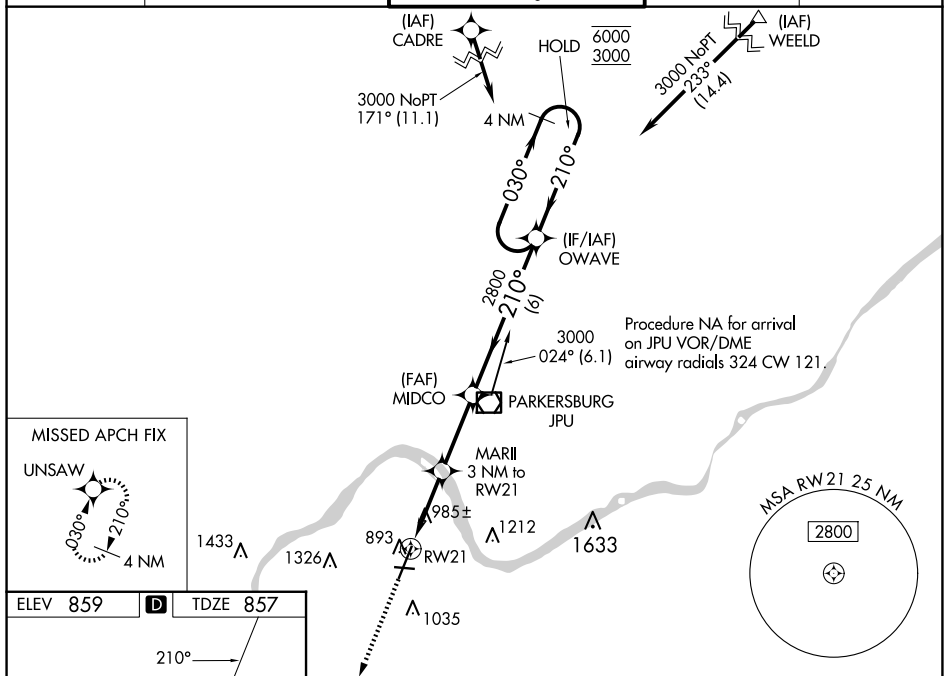 (IAF)
CADRE
HOLD
6000
3000
(IAF)
WEELD
3000 NoPT
171° (11.1)
3000 NoPT
233°
(14.4)
4 NM
030°
210°
(IF/IAF)
OWAVE
2800
210°
(6)
3000
024° (6.1)
Procedure NA for arrival
on JPU VOR/DME
airway radials 324 CW 121.
(FAF)
MIDCO
PARKERSBURG
JPU
MISSED APCH FIX
UNSAW
030°
210°
4 NM
MARII
3 NM to
RW21
985±
1212
1633
1433
1326
893
RW21
1035
MSA RW21 25 NM
2800
ELEV 859
D
TDZE 857
210°